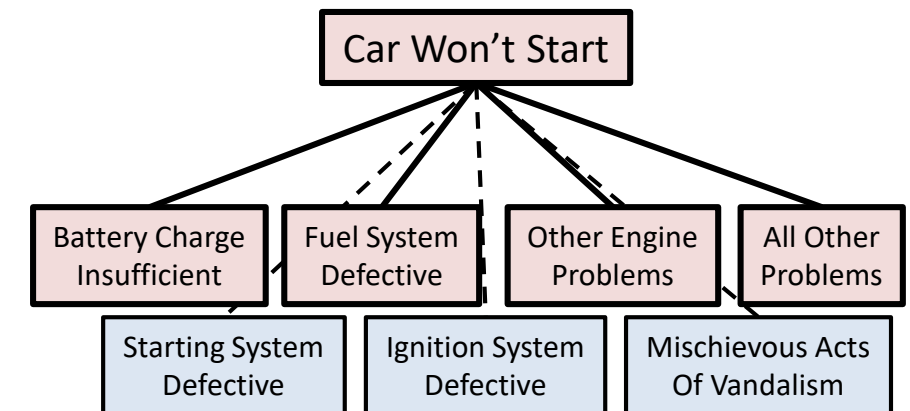 Car Won’t Start
Battery Charge
Insufficient
Fuel System
Defective
Other Engine
Problems
All Other
Problems
Starting System
Defective
Ignition System
Defective
Mischievous Acts
Of Vandalism